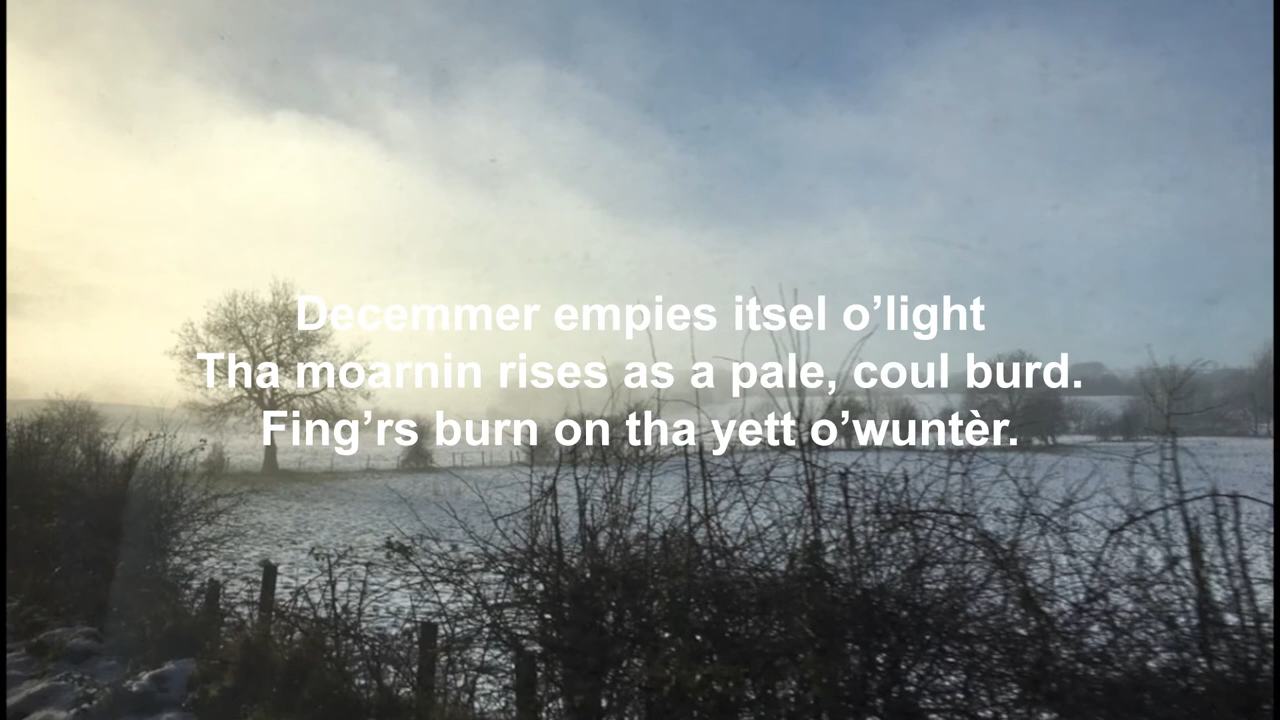 Decemmer empies itsel o’light
Tha moarnin rises as a pale, coul burd.
Fing’rs burn on tha yett o’wuntèr.